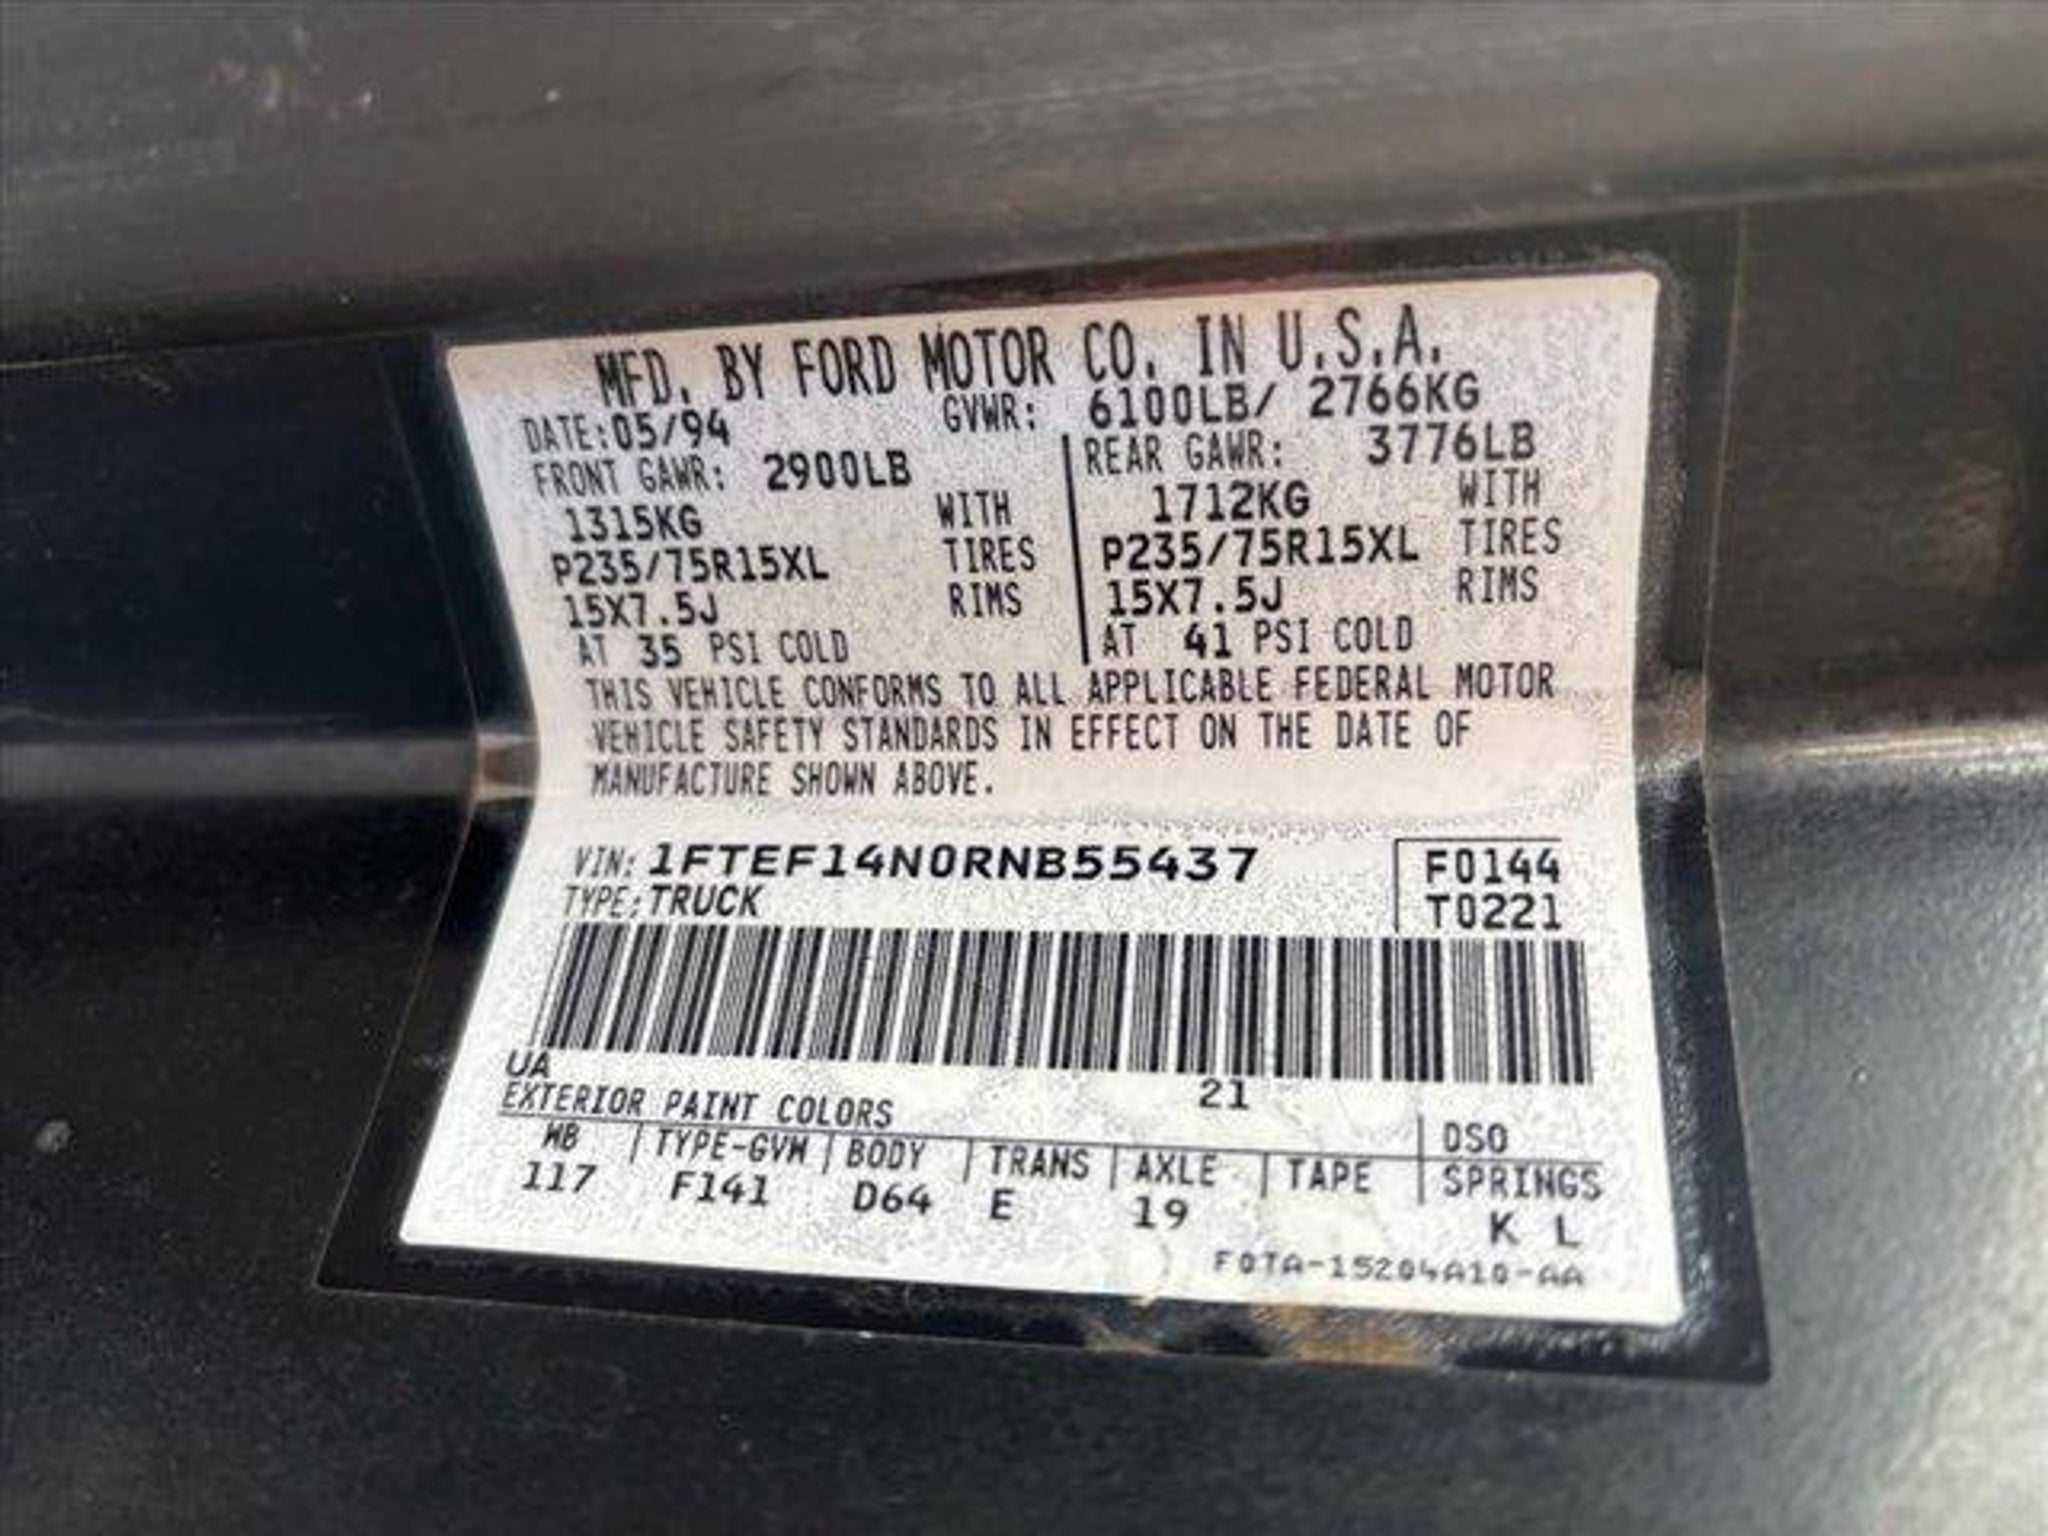 MFD. BY FORD MOTOR CO. IN U.S.A.
DATE:05/94 GVWR: 6100LB/ 2766KG
FRONT GAWR: 2900LB REAR GAWR: 3776LB
1315KG WITH 1712KG WITH
P235/75R15XL TIRES P235/75R15XL TIRES
15X7.5J RIMS 15X7.5J RIMS
AT 35 PSI COLD AT 41 PSI COLD
THIS VEHICLE CONFORMS TO ALL APPLICABLE FEDERAL MOTOR
VEHICLE SAFETY STANDARDS IN EFFECT ON THE DATE OF
MANUFACTURE SHOWN ABOVE.
VIN: 1FTEF14N0RNB55437 F0144
TYPE: TRUCK T0221
UA 21
EXTERIOR PAINT COLORS DSO
WB TYPE-GVW BODY TRANS AXLE TAPE SPRINGS
117 F141 D64 E 19 K L
F0TA-15204A10-AA